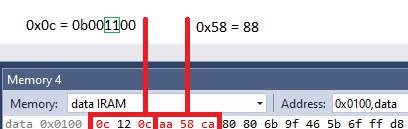 0x0c = 0b001100 0x58 = 88
Memory 4
Memory: data IRAM Address: 0x0100,data
data 0x0100 0c 12 0c aa 58 ca 80 80 6b 9f 46 5b 6f ff d8